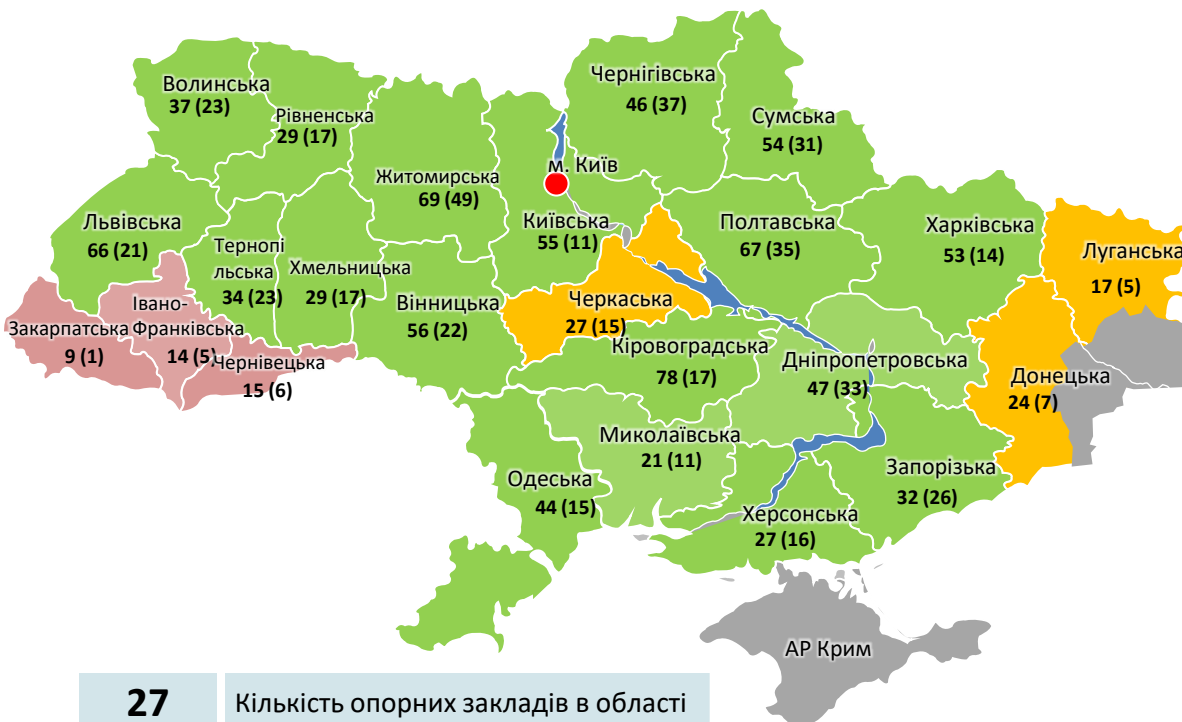 Волинська
37 (23)
Рівненська
29 (17)
Житомирська
69 (49)
Чернігівська
46 (37)
Сумська
54 (31)
м. Київ
Київська
55 (11)
Львівська
66 (21)
Тернопі
льська
34 (23)
Хмельницька
29 (17)
Вінницька
56 (22)
Черкаська
27 (15)
Полтавська
67 (35)
Харківська
53 (14)
Луганська
17 (5)
Закарпатська
9 (1)
Івано-
Франківська
14 (5)
Чернівецька
15 (6)
Кіровоградська
78 (17)
Дніпропетровська
47 (33)
Донецька
24 (7)
Миколаївська
21 (11)
Одеська
44 (15)
Запорізька
32 (26)
Херсонська
27 (16)
АР Крим
27 Кількість опорних закладів в області